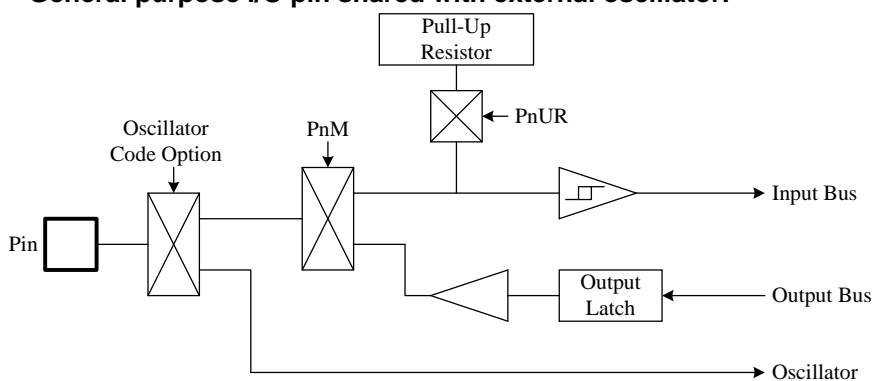 General purpose I/O pin shared with external oscillator:
Pull-Up
Resistor
PnUR
Oscillator
Code Option
PnM
Input Bus
Pin
Output
Latch
Output Bus
Oscillator